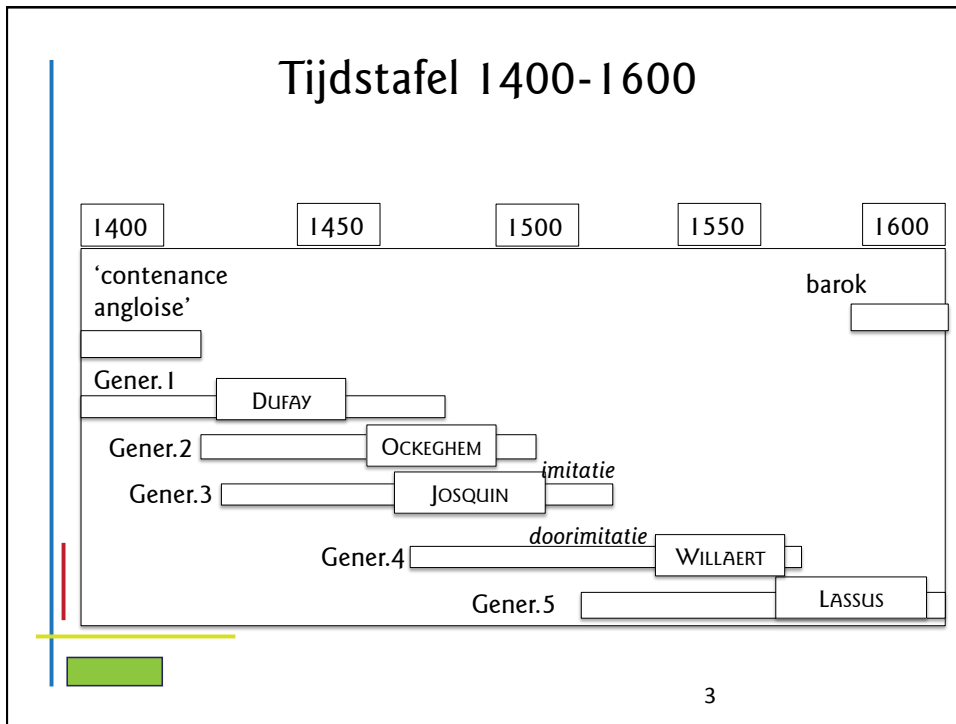 Tijdstafel 1400-1600
1400 1450 1500 1550 1600
‘contenance
angloise’
barok
Gener.1 DUFAY
Gener.2 OCKEGHEM
imitatie
Gener.3 JOSQUIN
doorimitatie
Gener.4 WILLAERT
Gener.5 LASSUS
3